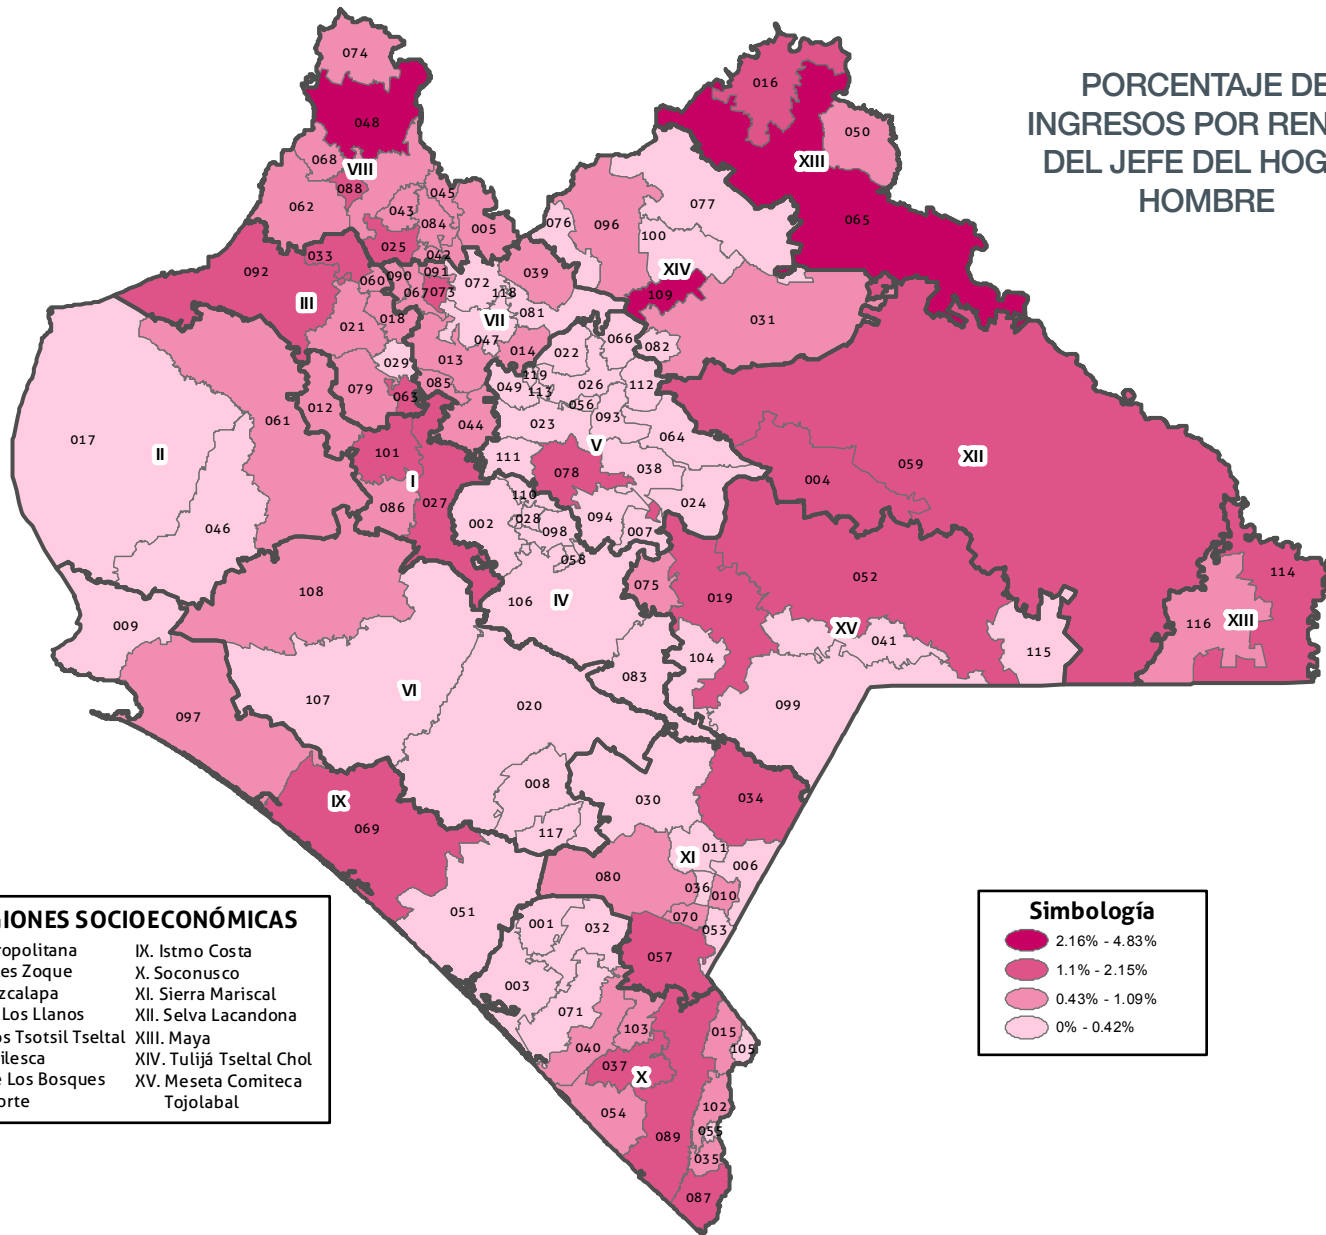 PORCENTAJE DE
INGRESOS POR REN
DEL JEFE DEL HOG
HOMBRE
074
048
068
VIII
088
062
045
043
084
005
025
042
016
050
XIII
065
077
076
096
100
XIV
109
031
092
033
III
060
090
091
067
073
072
118
039
081
VII
047
021
018
029
013
014
079
085
063
012
061
044
017
II
046
101
I
027
086
022
066
082
119
049
113
026
112
056
093
023
064
V
111
078
038
024
110
002
028
098
094
007
058
004
059
XII
052
106
IV
075
019
XV
041
104
115
114
116
XIII
108
009
107
VI
097
020
083
099
008
030
034
117
IX
069
XI
011
006
080
036
010
070
053
051
001
032
057
003
071
103
040
015
105
037
X
054
102
089
055
035
087
GIONES SOCIOECONÓMICAS
ropolitana
es Zoque
zcalapa
Los Llanos
os Tsotsil Tseltal
ilesca
e Los Bosques
orte
IX. Istmo Costa
X. Soconusco
XI. Sierra Mariscal
XII. Selva Lacandona
XIII. Maya
XIV. Tulijá Tseltal Chol
XV. Meseta Comiteca
Tojolabal
Simbología
2.16% - 4.83%
1.1% - 2.15%
0.43% - 1.09%
0% - 0.42%